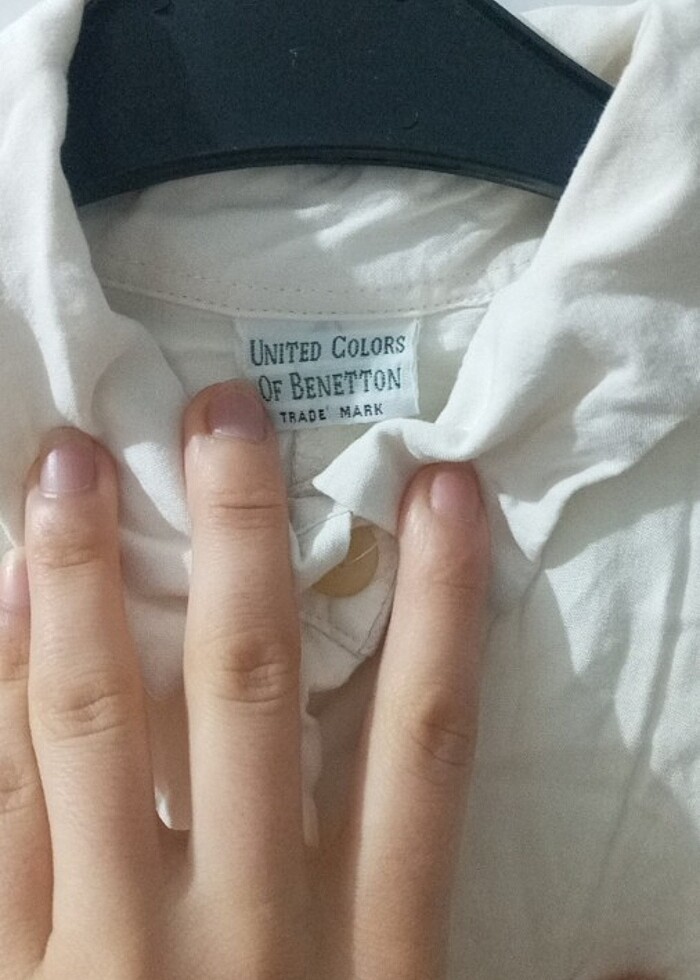 UNITED COLORS
OF BENETTON
TRADE MARK